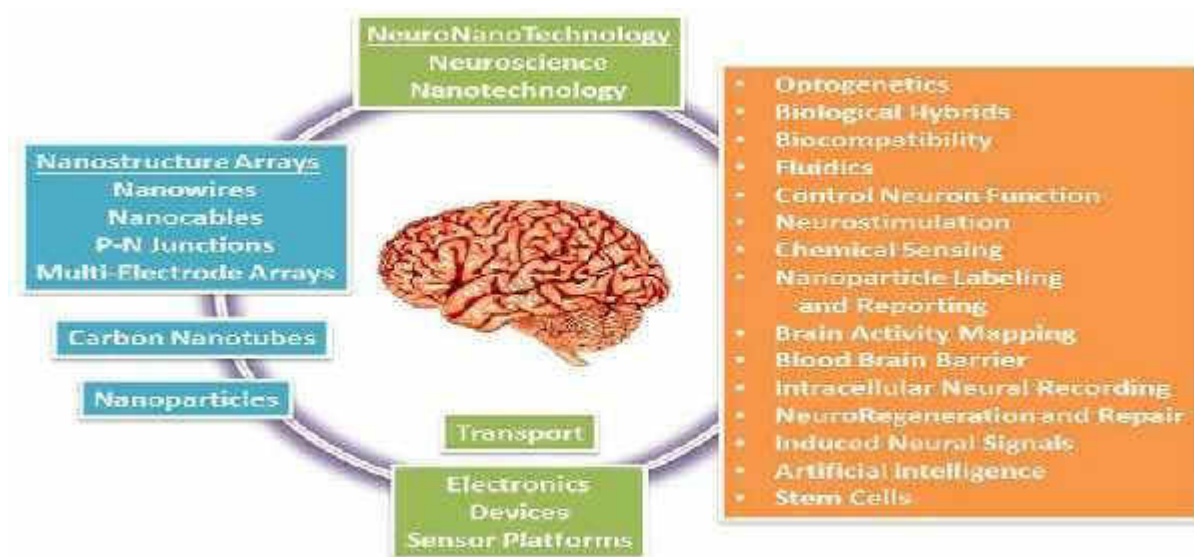 NeuroNanoTechnology
Neuroscience
Nanotechnology
Nanostructure Arrays
Nanowires
Nanocables
P-N Junctions
Multi-Electrode Arrays
Carbon Nanotubes
Nanoparticles
Transport
Electronics
Devices
Sensor Platforms
• Optogenetics
• Biological Hybrids
• Biocompatibility
• Fluidics
• Control Neuron Function
• Neurostimulation
• Chemical Sensing
• Nanoparticle Labeling
and Reporting
• Brain Activity Mapping
• Blood Brain Barrier
• Intracellular Neural Recording
• NeuroRegeneration and Repair
• Induced Neural Signals
• Artificial Intelligence
• Stem Cells